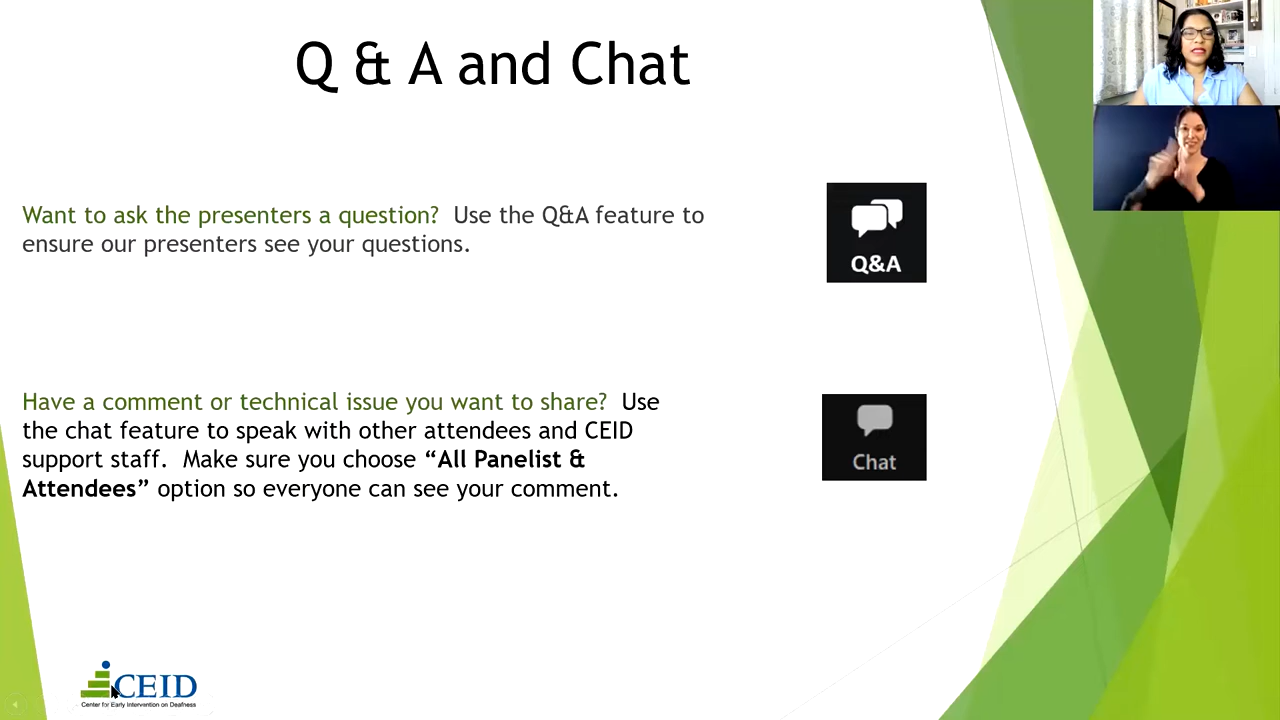 Q & A and Chat
Want to ask the presenters a question?  Use the Q&A feature to
ensure our presenters see your questions.
Q&A
Have a comment or technical issue you want to share?  Use
the chat feature to speak with other attendees and CEID
support staff.  Make sure you choose “All Panelist &
Attendees” option so everyone can see your comment.
Chat
CEID
Center for Early Intervention on Deafness